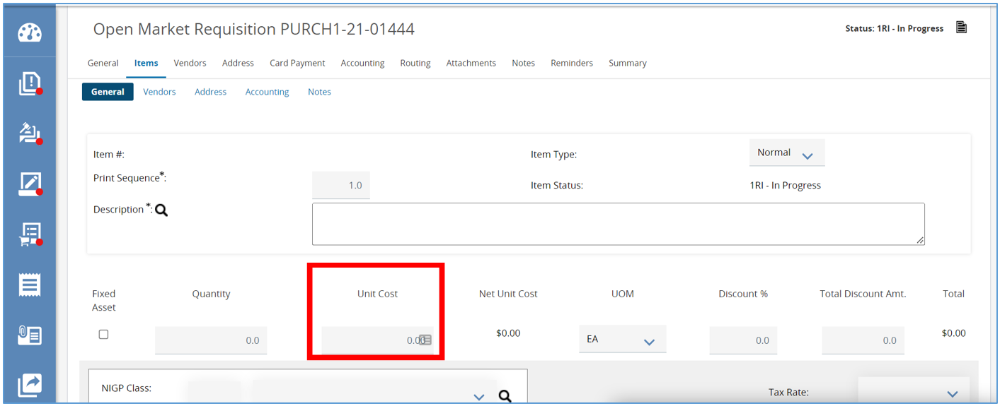 Open Market Requisition PURCH1-21-01444
Status: 1RI - In Progress
General Items Vendors Address Card Payment Accounting Routing Attachments Notes Reminders Summary
General Vendors Address Accounting Notes
Item #:
Item Type:
Normal
Print Sequence*:
1.0
Item Status:
1RI - In Progress
Description *:
Fixed Asset
Quantity
Unit Cost
Net Unit Cost
UOM
Discount %
Total Discount Amt.
Total
0.0
0.00
$0.00
EA
0.0
0.0
$0.00
NIGP Class:
Tax Rate: